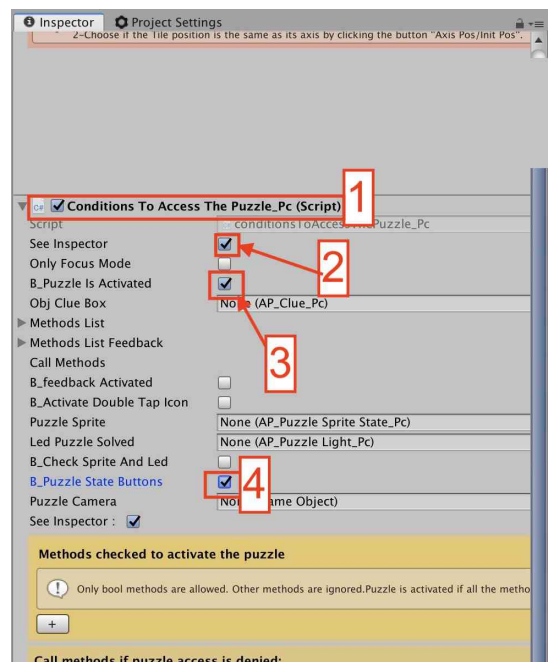 Inspector Project Settings
2-Choose if the Tile position is the same as its axis by clicking the button "Axis Pos/Init Pos".
1
Conditions To Access The Puzzle_Pc (Script)
Script conditionsToAccessThePuzzle_Pc
See Inspector
2
Only Focus Mode
B_Puzzle Is Activated
Obj Clue Box None (AP_Clue_Pc)
Methods List
3
Methods List Feedback
Call Methods
B_feedback Activated
B_Activate Double Tap Icon
Puzzle Sprite None (AP_Puzzle Sprite State_Pc)
Led Puzzle Solved None (AP_Puzzle Light_Pc)
B_Check Sprite And Led
B_Puzzle State Buttons
4
Puzzle Camera Object)
See Inspector :
Methods checked to activate the puzzle
Only bool methods are allowed. Other methods are ignored.Puzzle is activated if all the metho
+
Call methods if puzzle access is denied: